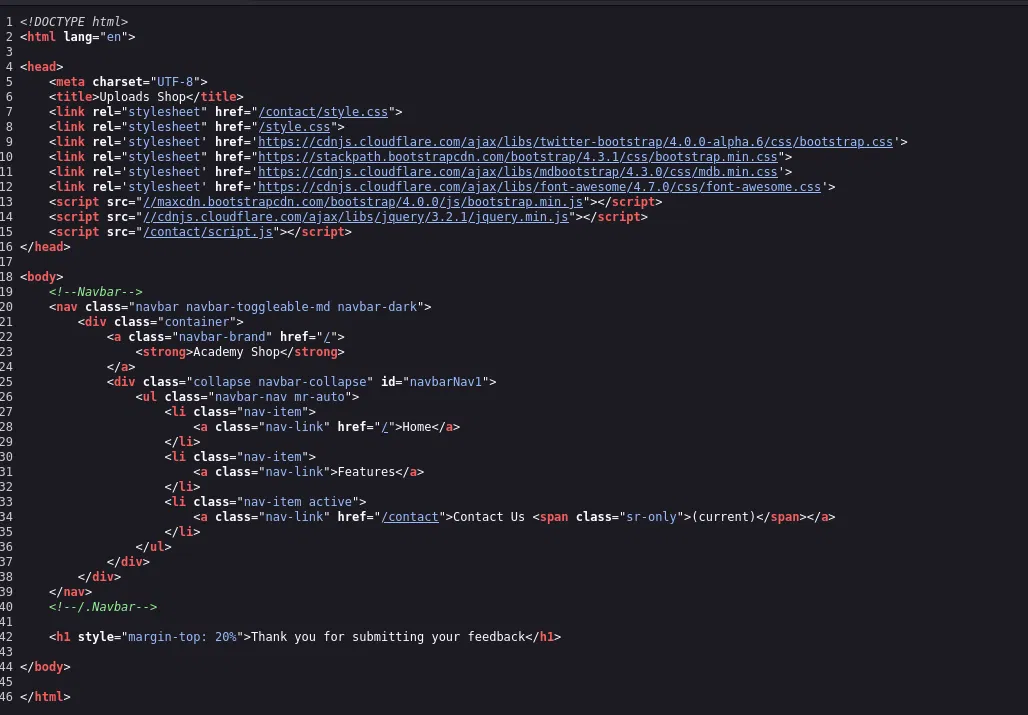 1 <!DOCTYPE html>
2 <html lang="en">
3
4 <head>
5     <meta charset="UTF-8">
6     <title>Uploads Shop</title>
7     <link rel="stylesheet" href="/contact/style.css">
8     <link rel="stylesheet" href="/style.css">
9     <link rel='stylesheet' href='https://cdnjs.cloudflare.com/ajax/libs/twitter-bootstrap/4.0.0-alpha.6/css/bootstrap.css'>
10     <link rel="stylesheet" href="https://stackpath.bootstrapcdn.com/bootstrap/4.3.1/css/bootstrap.min.css">
11     <link rel='stylesheet' href='https://cdnjs.cloudflare.com/ajax/libs/mdbootstrap/4.3.0/css/mdb.min.css'>
12     <link rel='stylesheet' href='https://cdnjs.cloudflare.com/ajax/libs/font-awesome/4.7.0/css/font-awesome.css'>
13     <script src="//maxcdn.bootstrapcdn.com/bootstrap/4.0.0/js/bootstrap.min.js"></script>
14     <script src="//cdnjs.cloudflare.com/ajax/libs/jquery/3.2.1/jquery.min.js"></script>
15     <script src="/contact/script.js"></script>
16 </head>
17
18 <body>
19     <!--Navbar-->
20     <nav class="navbar navbar-toggleable-md navbar-dark">
21         <div class="container">
22             <a class="navbar-brand" href="/">
23                 <strong>Academy Shop</strong>
24             </a>
25             <div class="collapse navbar-collapse" id="navbarNav1">
26                 <ul class="navbar-nav mr-auto">
27                     <li class="nav-item">
28                         <a class="nav-link" href="/">Home</a>
29                     </li>
30                     <li class="nav-item">
31                         <a class="nav-link">Features</a>
32                     </li>
33                     <li class="nav-item active">
34                         <a class="nav-link" href="/contact">Contact Us <span class="sr-only">(current)</span></a>
35                     </li>
36                 </ul>
37             </div>
38         </div>
39     </nav>
40     <!--/.Navbar-->
41
42     <h1 style="margin-top: 20%">Thank you for submitting your feedback</h1>
43
44 </body>
45
46 </html>